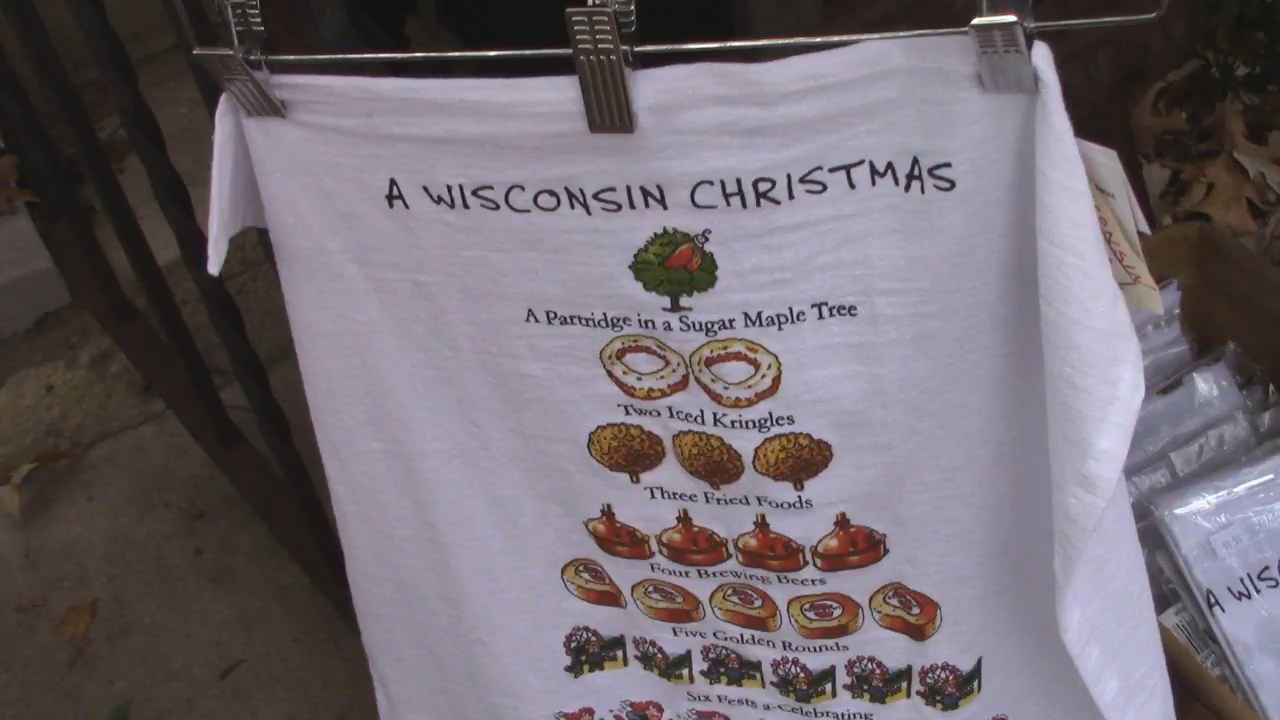 A WISCONSIN CHRISTMAS
A Partridge in a Sugar Maple Tree
Two Iced Kringles
Three Fried Foods
Four Brewing Beers
Five Golden Rounds
Six Fests a-Celebrating
A WIS